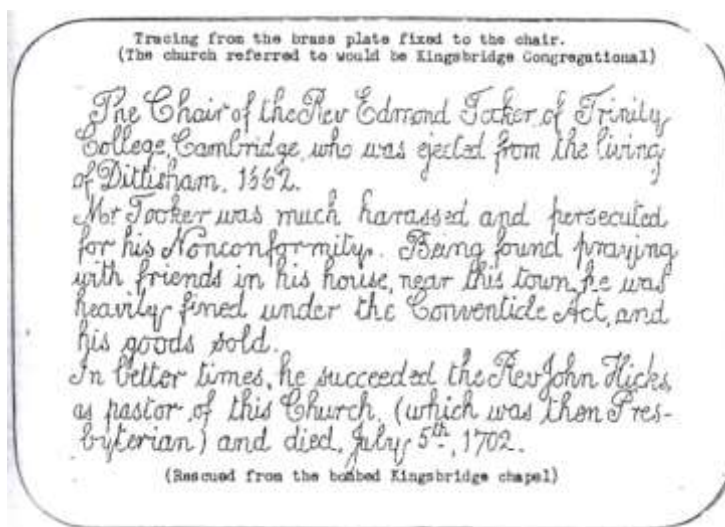 Tracing from the brass plate fixed to the chair.
(The church referred to would be Kingsbridge Congregational)
The Chair of the Rev Edmond Tooker, of Trinity
College, Cambridge, who was ejected from the living
of Dittisham, 1662.
Mr Tooker was much harassed and persecuted
for his Nonconformity. Being found praying
with friends in his house, near this town, he was
heavily fined under the Conventicle Act, and
his goods sold.
In better times, he succeeded the Rev John Hicks,
as pastor, of this Church, (which was then Pres-
byterian) and died, July 5th, 1702.
(Rescued from the bombed Kingsbridge chapel)